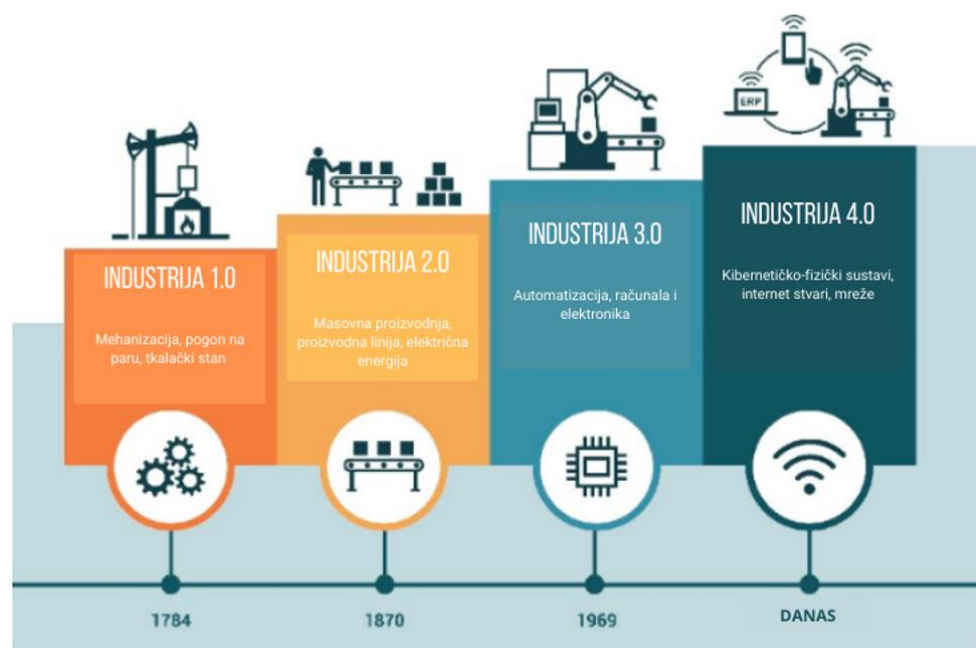 ERP
INDUSTRIJA 1.0
Mehanizacija, pogon na
paru, tkalački stan
INDUSTRIJA 2.0
Masovna proizvodnja,
proizvodna linija, električna
energija
INDUSTRIJA 3.0
Automatizacija, računala i
elektronika
INDUSTRIJA 4.0
Kibernetičko-fizički sustavi,
internet stvari, mreže
1784
1870
1969
DANAS